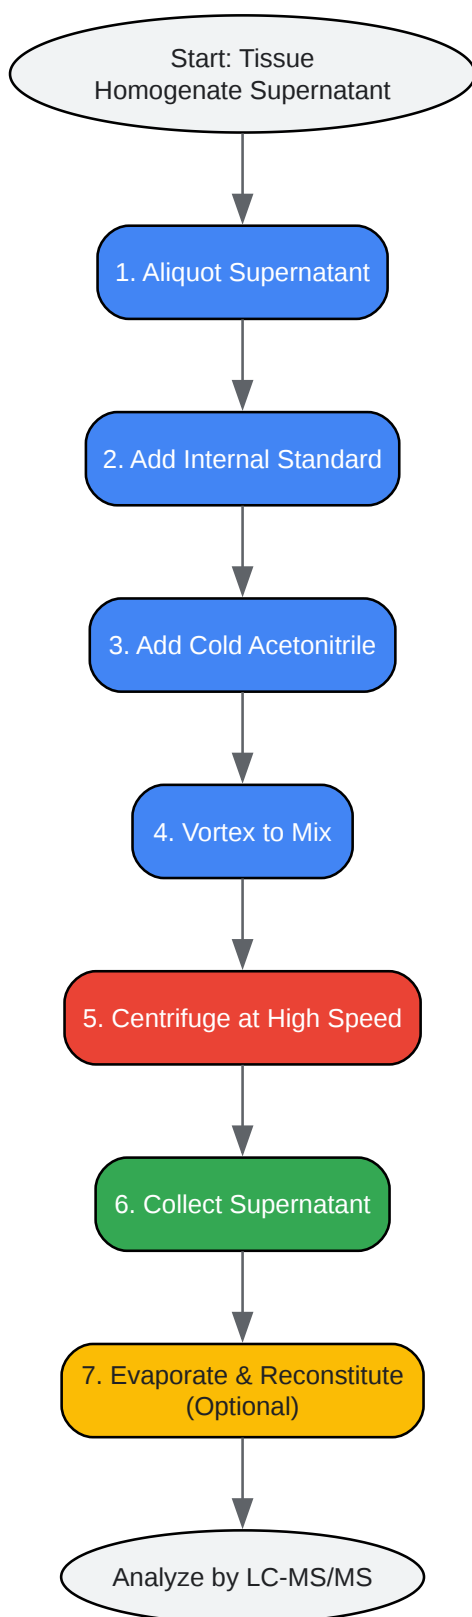 Start: Tissue
Homogenate Supernatant
1. Aliquot Supernatant
2. Add Internal Standard
3. Add Cold Acetonitrile
4. Vortex to Mix
5. Centrifuge at High Speed
6. Collect Supernatant
7. Evaporate & Reconstitute
(Optional)
Analyze by LC-MS/MS